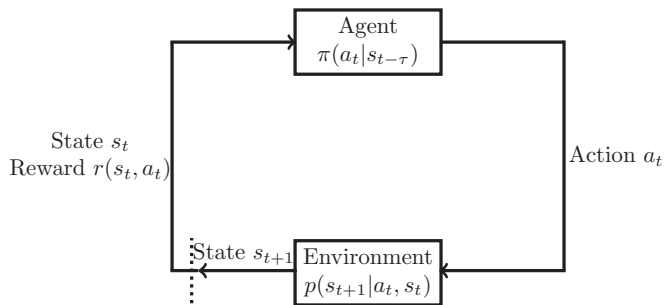 Agent
π(a_t|s_{t−τ})
State s_t
Reward r(s_t, a_t)
Action a_t
State s_{t+1}
Environment
p(s_{t+1}|a_t, s_t)